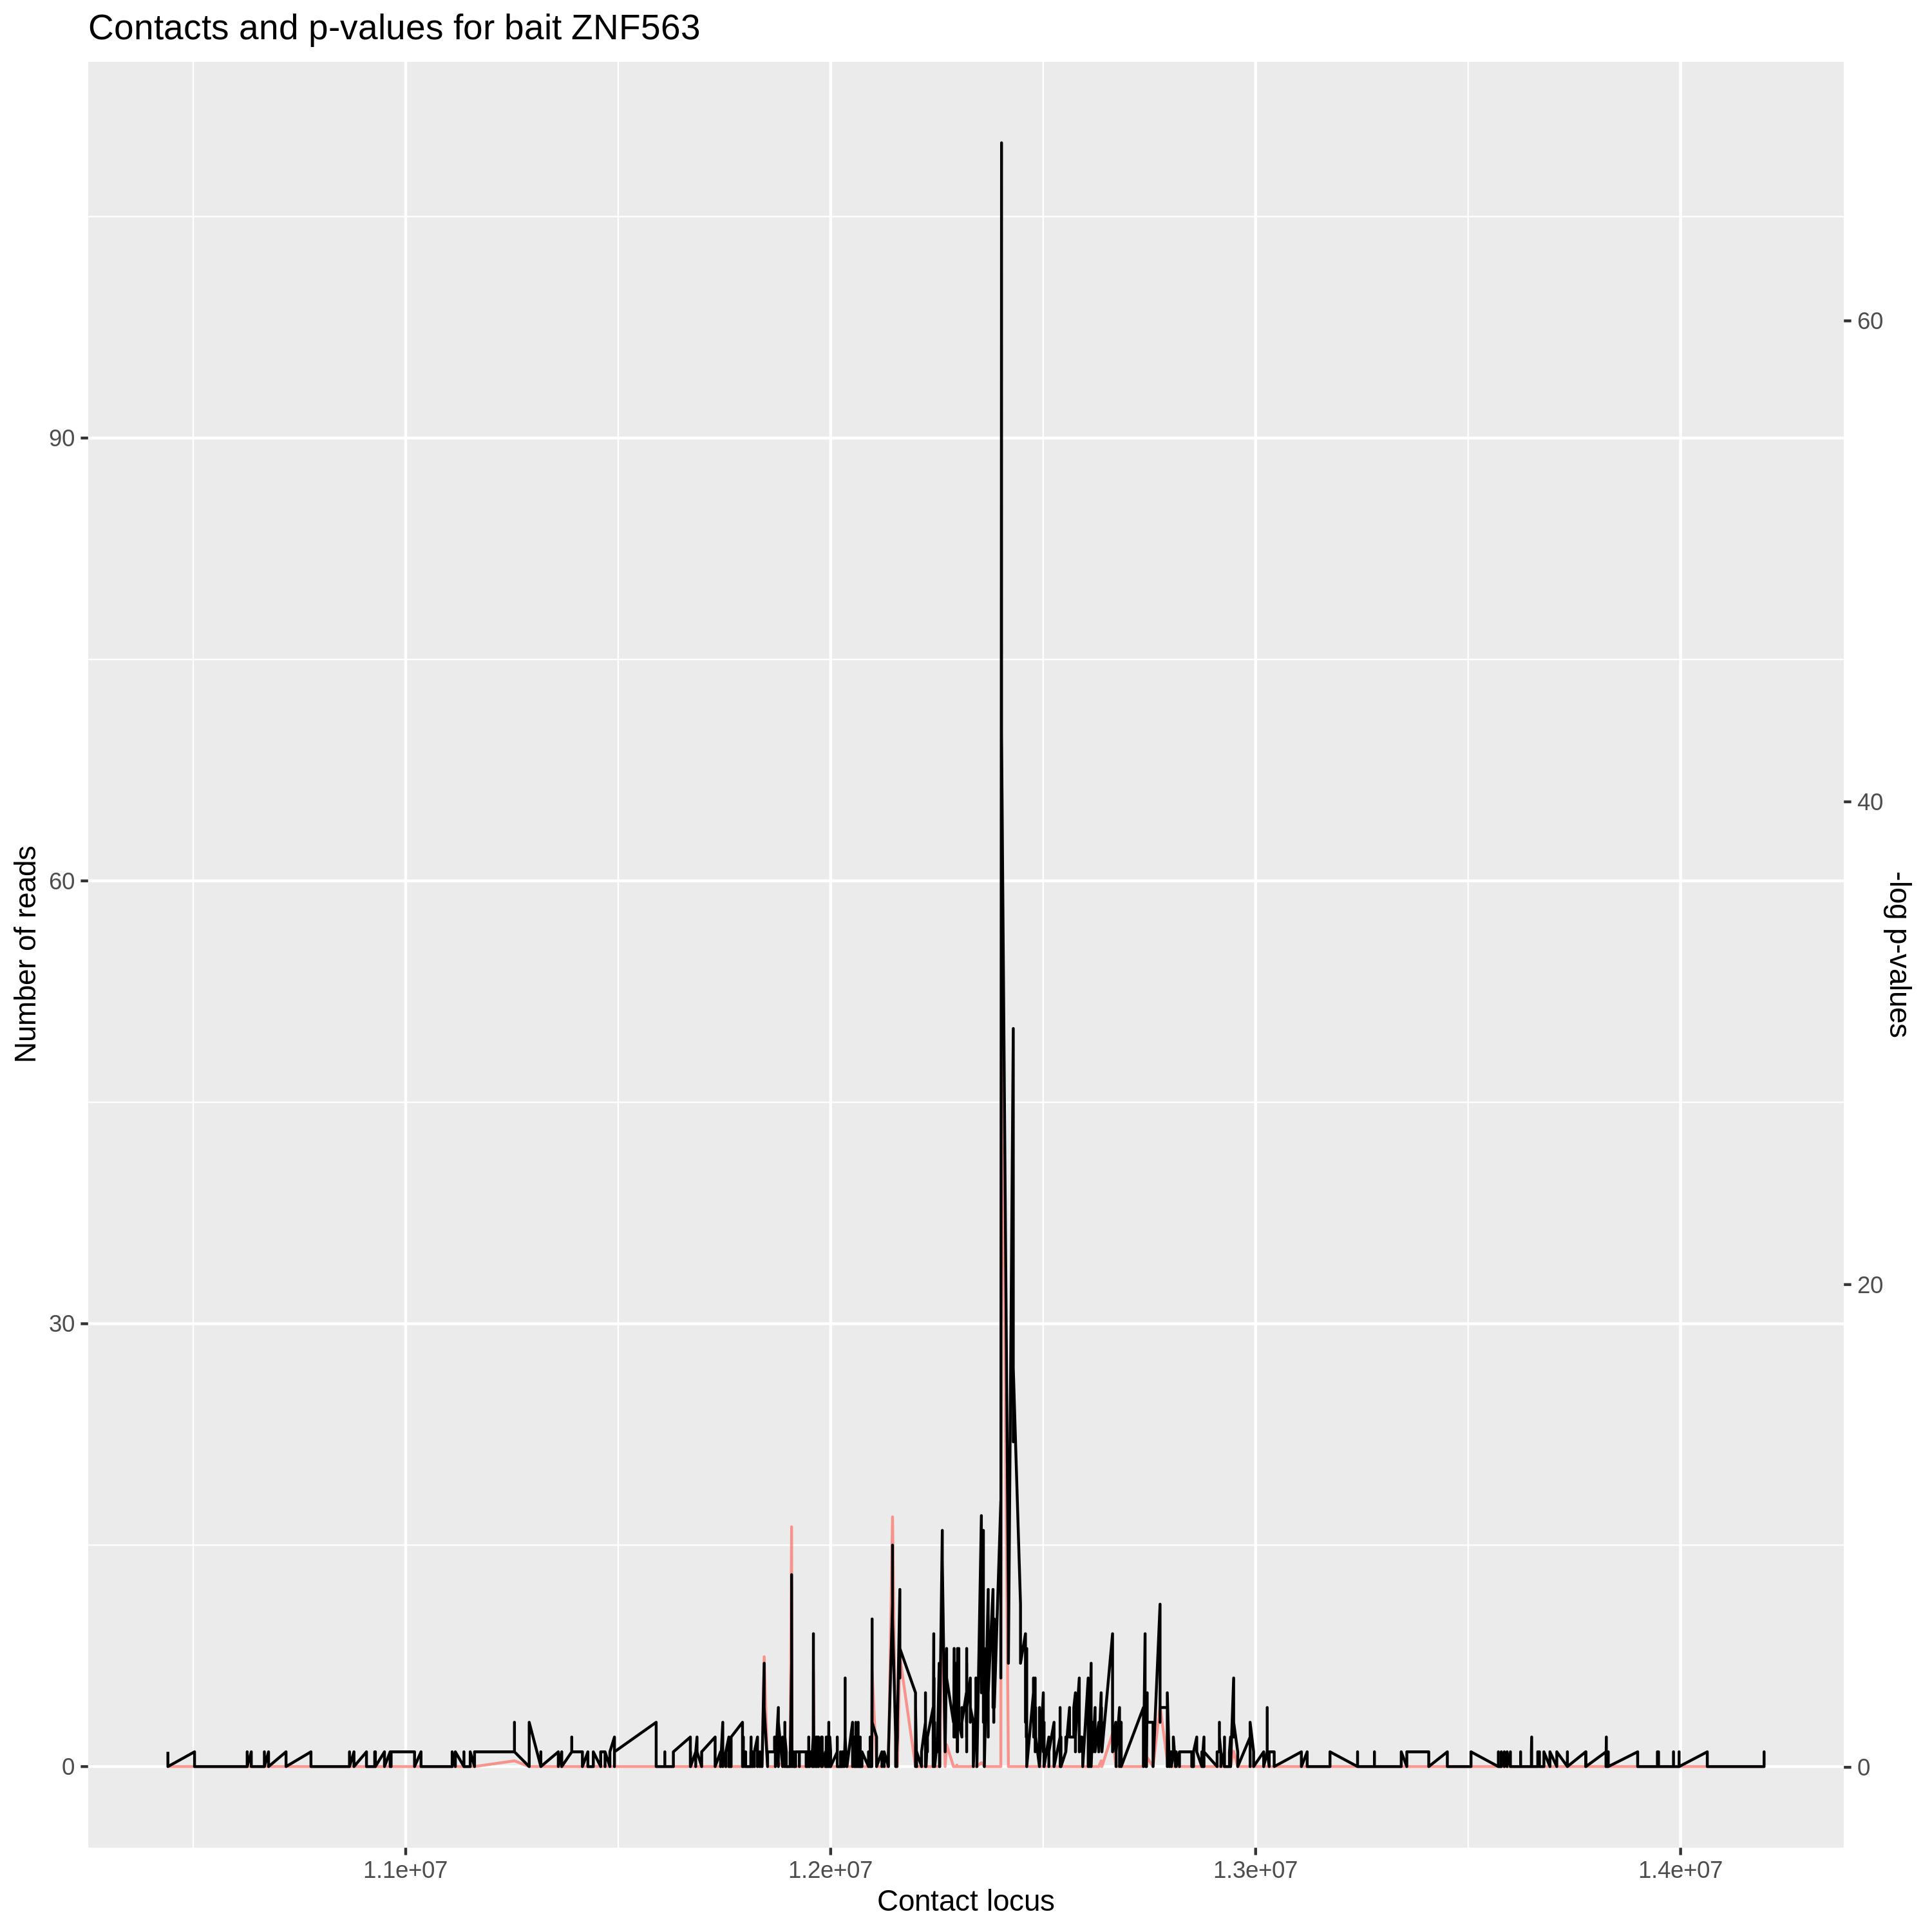 Contacts and p-values for bait ZNF563
90
60
30
0
Number of reads
60
40
20
0
-log p-values
1.1e+07
1.2e+07
1.3e+07
1.4e+07
Contact locus